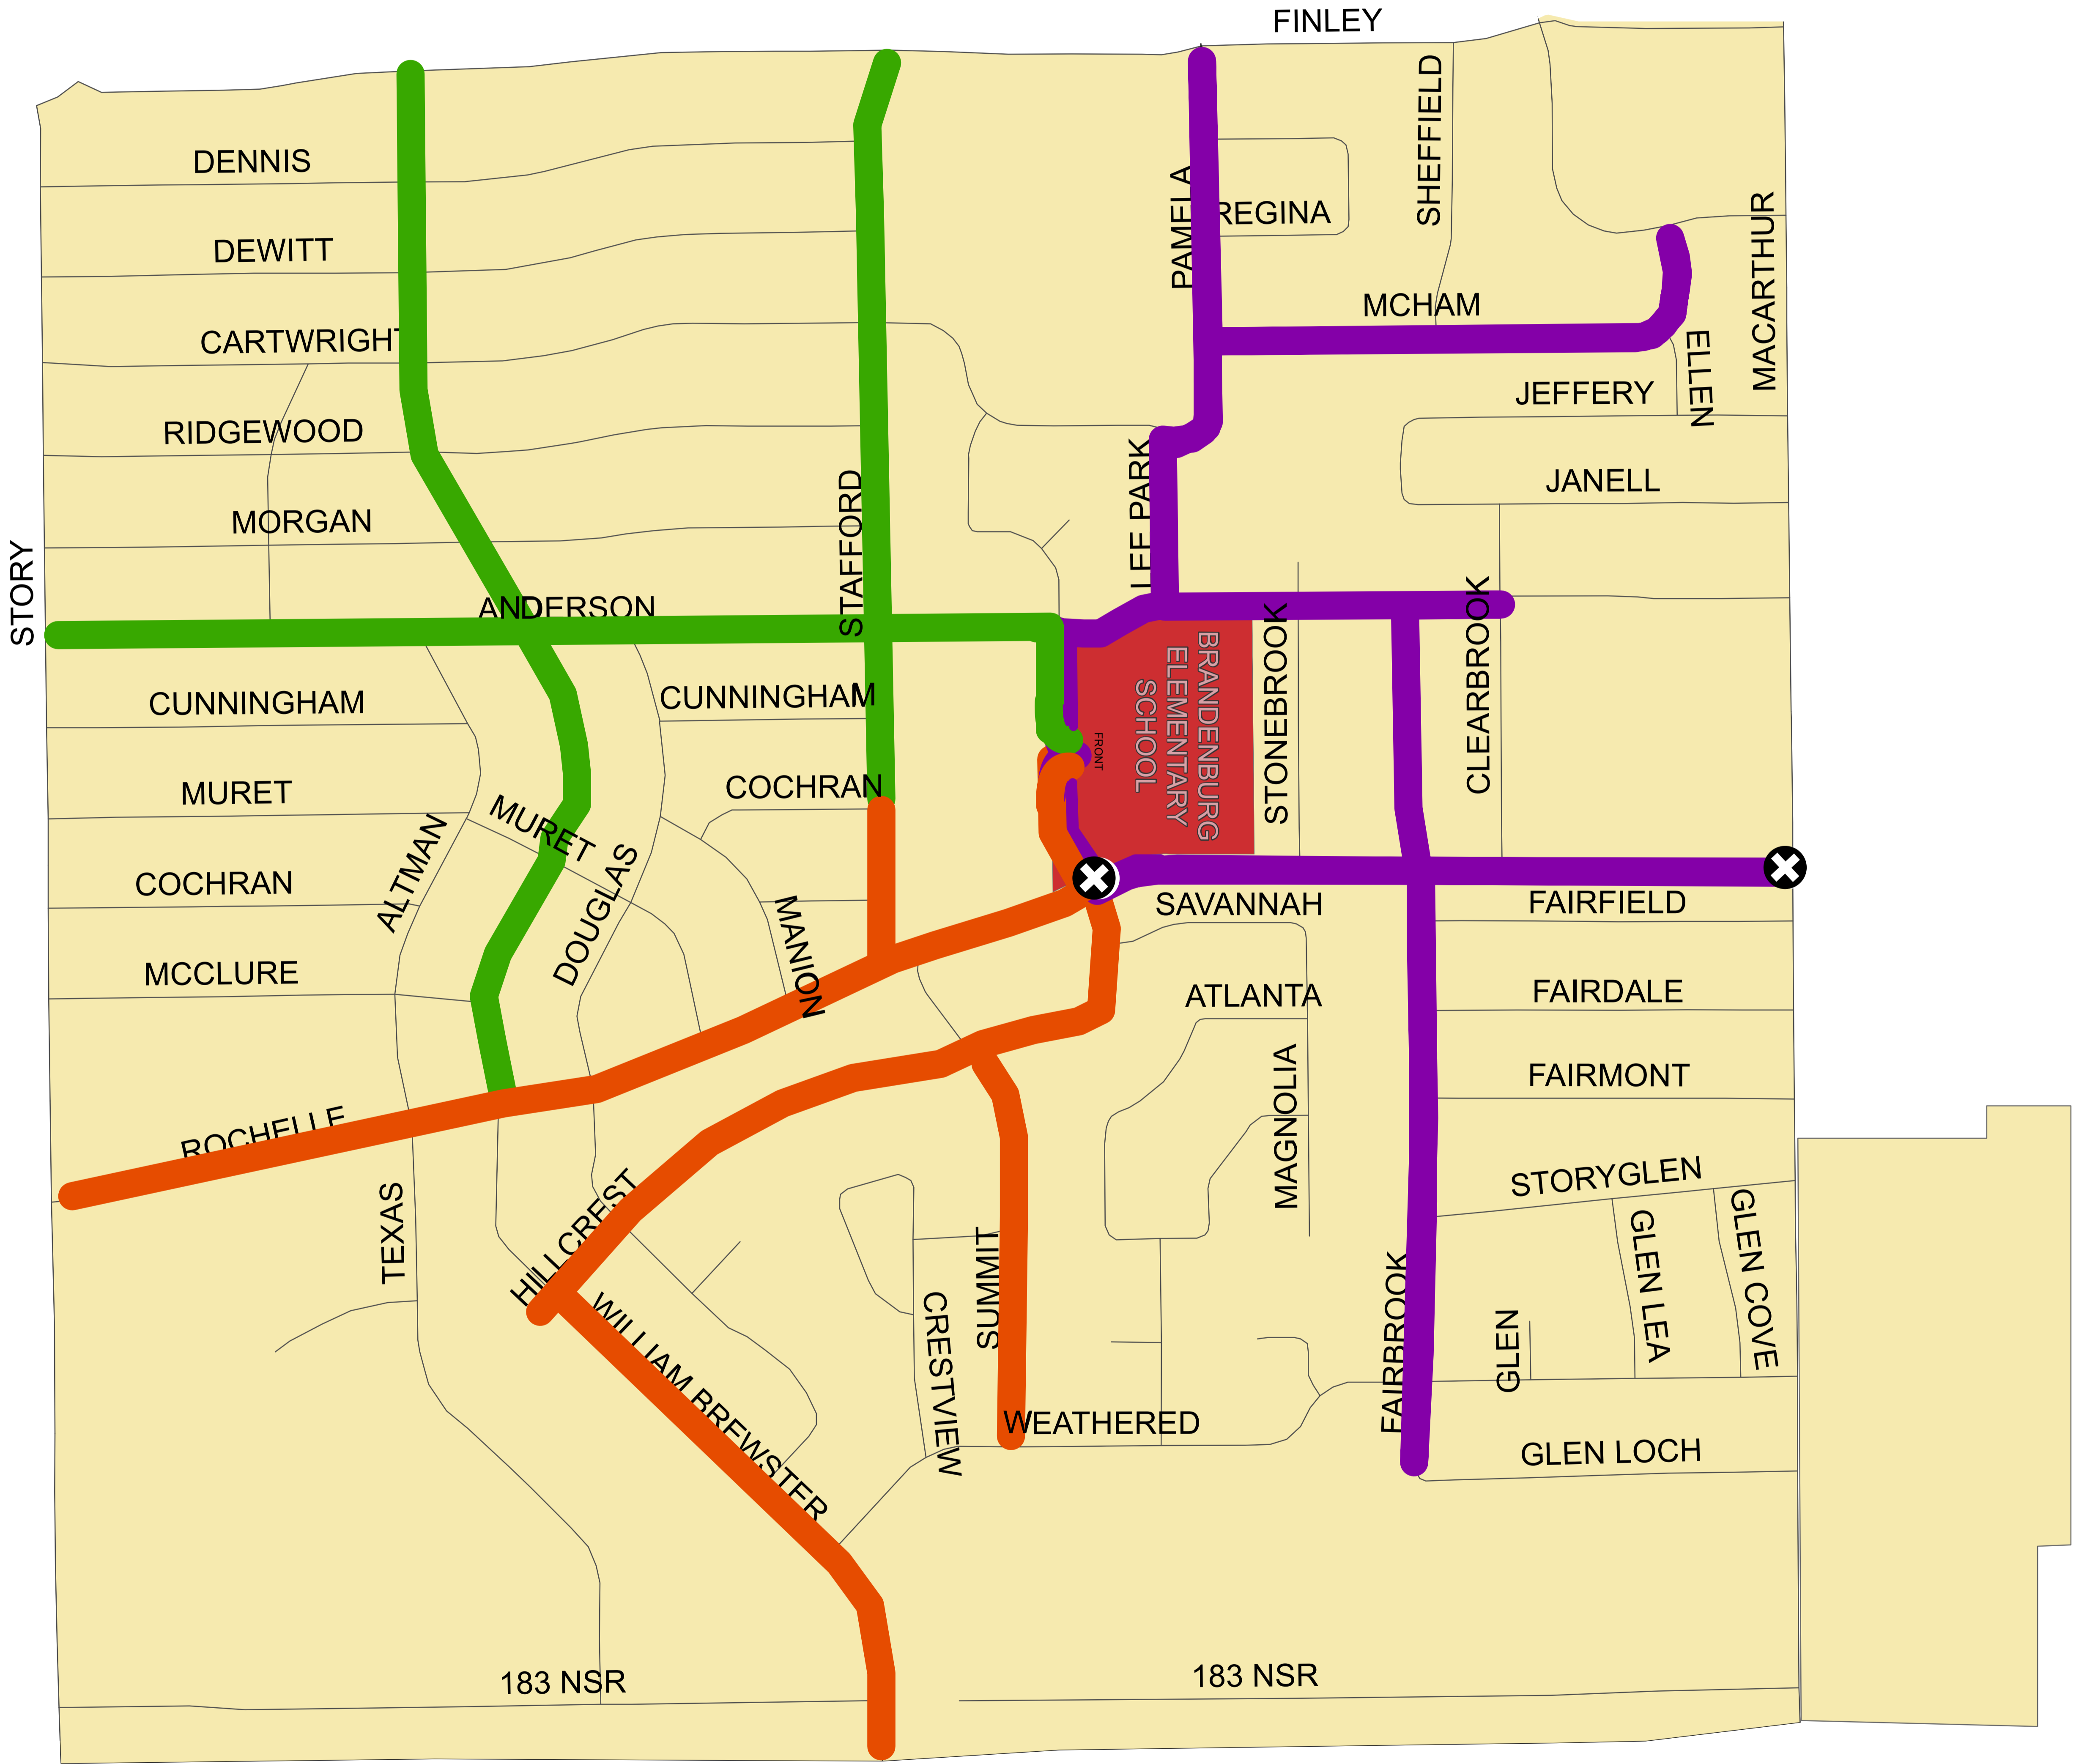 FINLEY
DENNIS
SHEFFIELD
PAMELA
REGINA
MACARTHUR
DEWITT
MCHAM
CARTWRIGHT
ELLEN
JEFFERY
RIDGEWOOD
LEE PARK
JANELL
STAFFORD
MORGAN
STORY
ANDERSON
STONEBROOK
CLEARBROOK
BRANDENBURG
ELEMENTARY
SCHOOL
FRONT
CUNNINGHAM
CUNNINGHAM
MURET
MURET
COCHRAN
ALTMAN
DOUGLAS
COCHRAN
MANION
SAVANNAH
FAIRFIELD
MCCLURE
ATLANTA
FAIRDALE
MAGNOLIA
FAIRMONT
ROCHELLE
TEXAS
HILLCREST
STORYGLEN
SUMMIT
GLEN LEA
GLEN COVE
CRESTVIEW
WILLIAM BREWSTER
FAIRBROOK
GLEN
WEATHERED
GLEN LOCH
183 NSR
183 NSR